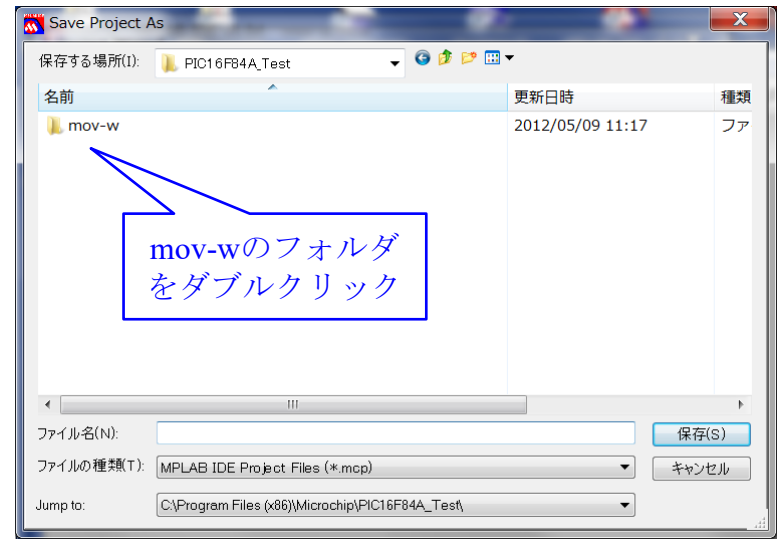 Save Project As
保存する場所(I): PIC16F84A_Test
名前 更新日時 種類
mov-w 2012/05/09 11:17 ファ
mov-wのフォルダ
をダブルクリック
ファイル名(N): 保存(S)
ファイルの種類(T): MPLAB IDE Project Files (*.mcp) キャンセル
Jump to: C:\Program Files (x86)\Microchip\PIC16F84A_Test\